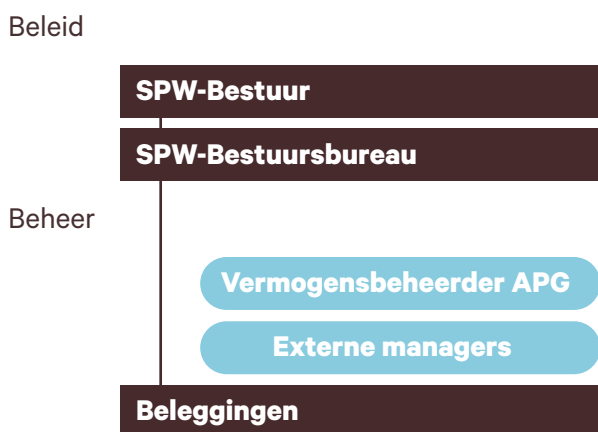 Beleid
SPW-Bestuur
SPW-Bestuursbureau
Beheer
Vermogensbeheerder APG
Externe managers
Beleggingen